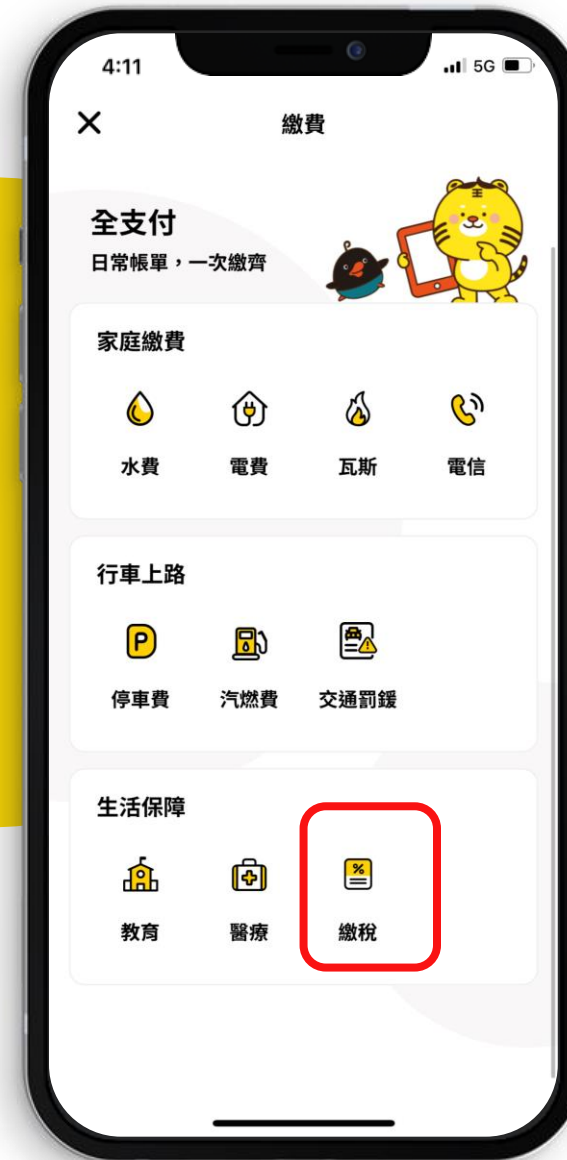 4:11
5G
繳費
全支付
日常帳單，一次繳齊
王
家庭繳費
水費 電費 瓦斯 電信
行車上路
P
停車費 汽燃費 交通罰鍰
生活保障
%
教育 醫療 繳稅